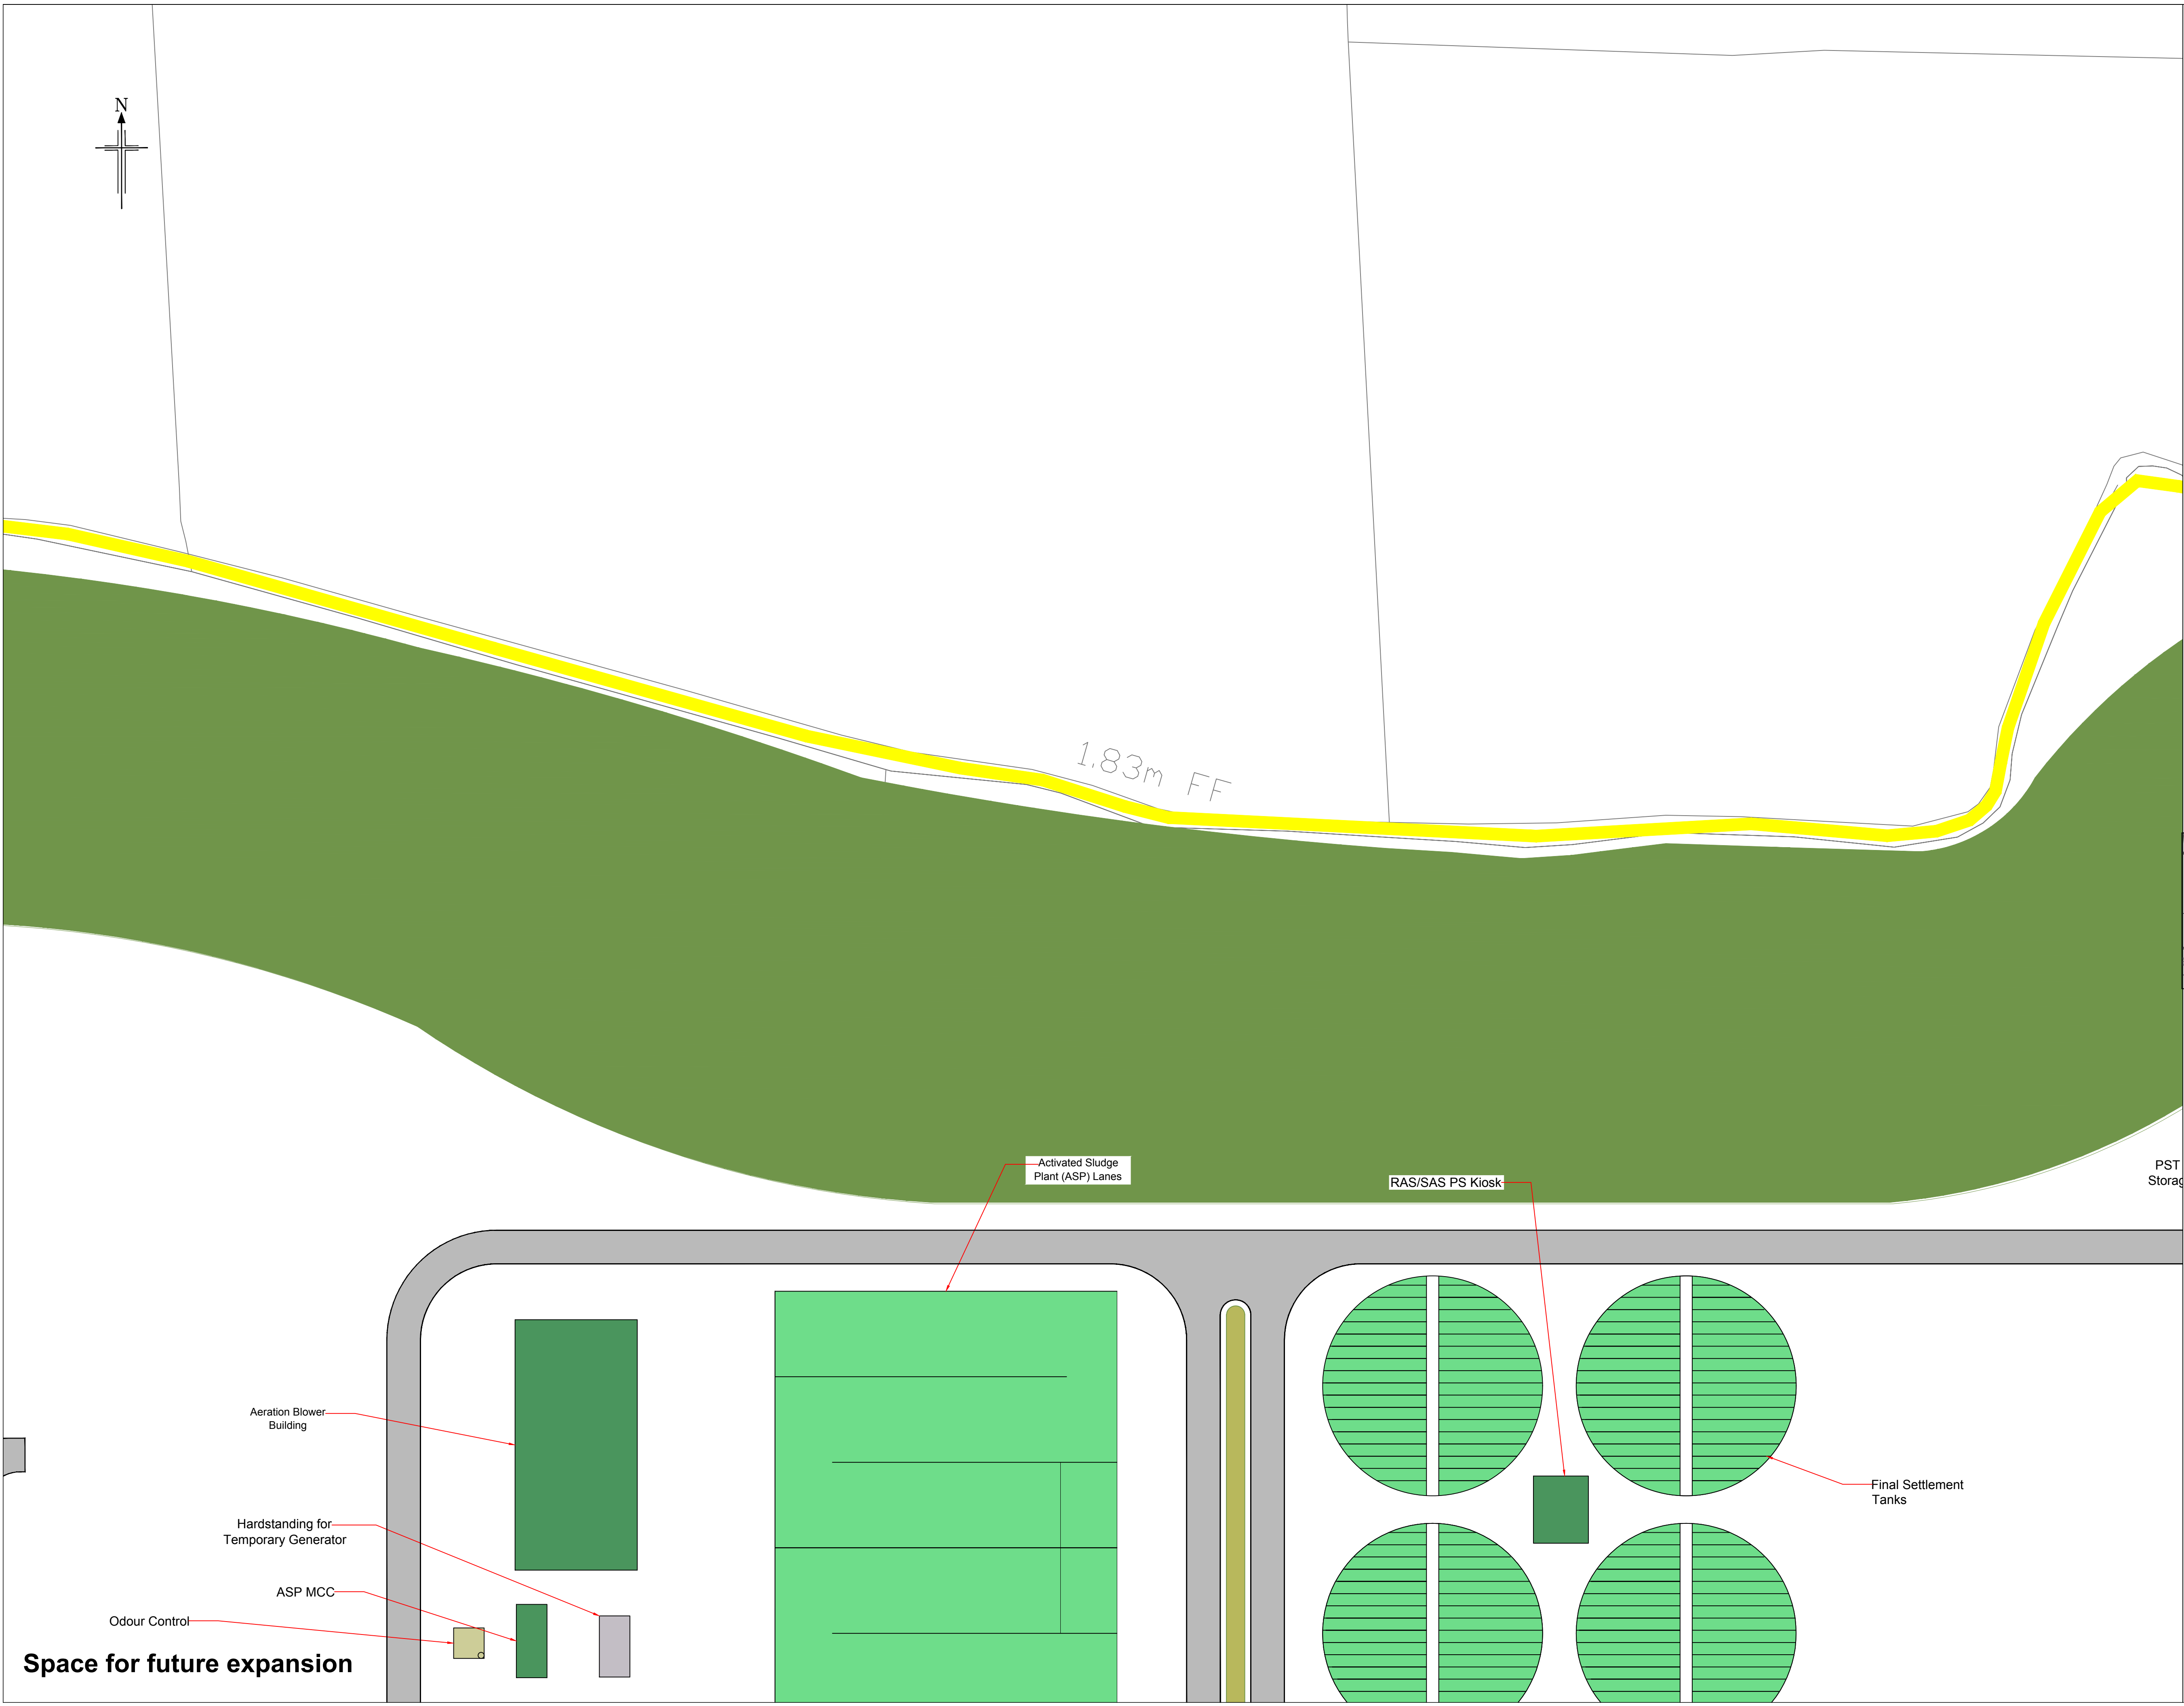 N
1.83m FF
Activated Sludge
Plant (ASP) Lanes
RAS/SAS PS Kiosk
PST
Aeration Blower
Building
Final Settlement
Tanks
Hardstanding for
Temporary Generator
ASP MCC
Odour Control
Space for future expansion